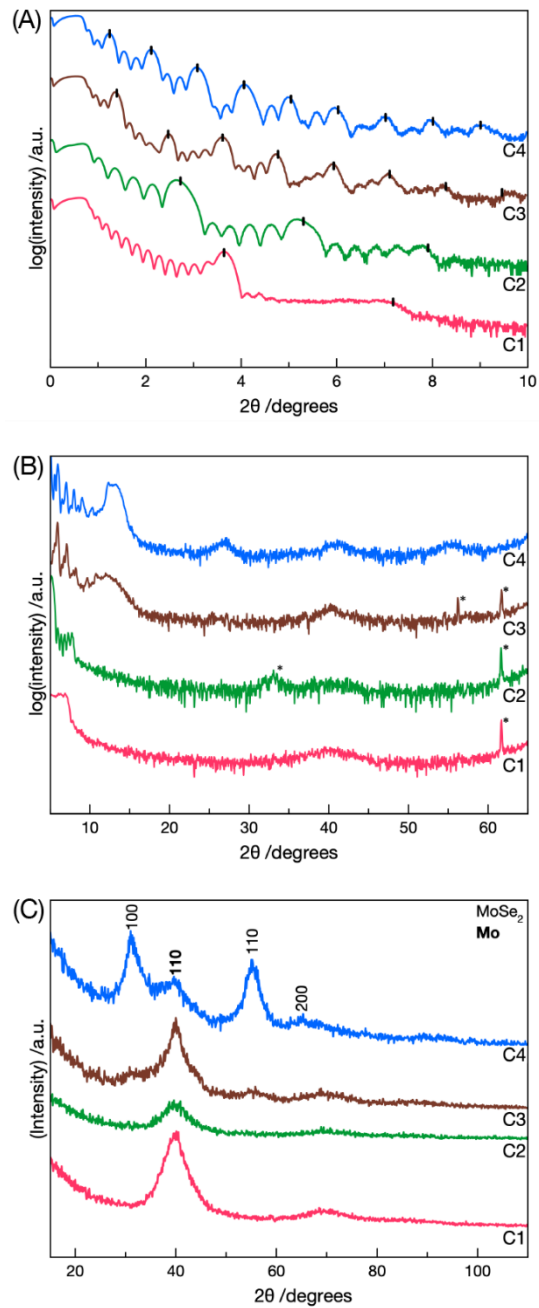 (A)
C4
C3
C2
C1
log(intensity) /a.u.
0 2 4 6 8 10
2θ /degrees
(B)
C4
*
*
C3
*
*
C2
*
C1
log(intensity) /a.u.
10 20 30 40 50 60
2θ /degrees
(C)
MoSe₂
Mo
100
110
110
200
C4
C3
C2
C1
(Intensity) /a.u.
20 40 60 80 100
2θ /degrees